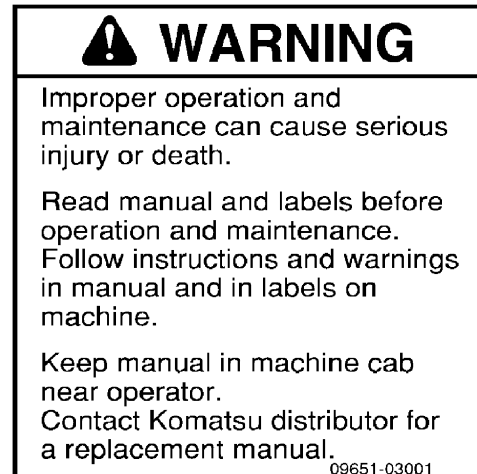 WARNING
Improper operation and
maintenance can cause serious
injury or death.
Read manual and labels before
operation and maintenance.
Follow instructions and warnings
in manual and in labels on
machine.
Keep manual in machine cab
near operator.
Contact Komatsu distributor for
a replacement manual.
09651-03001